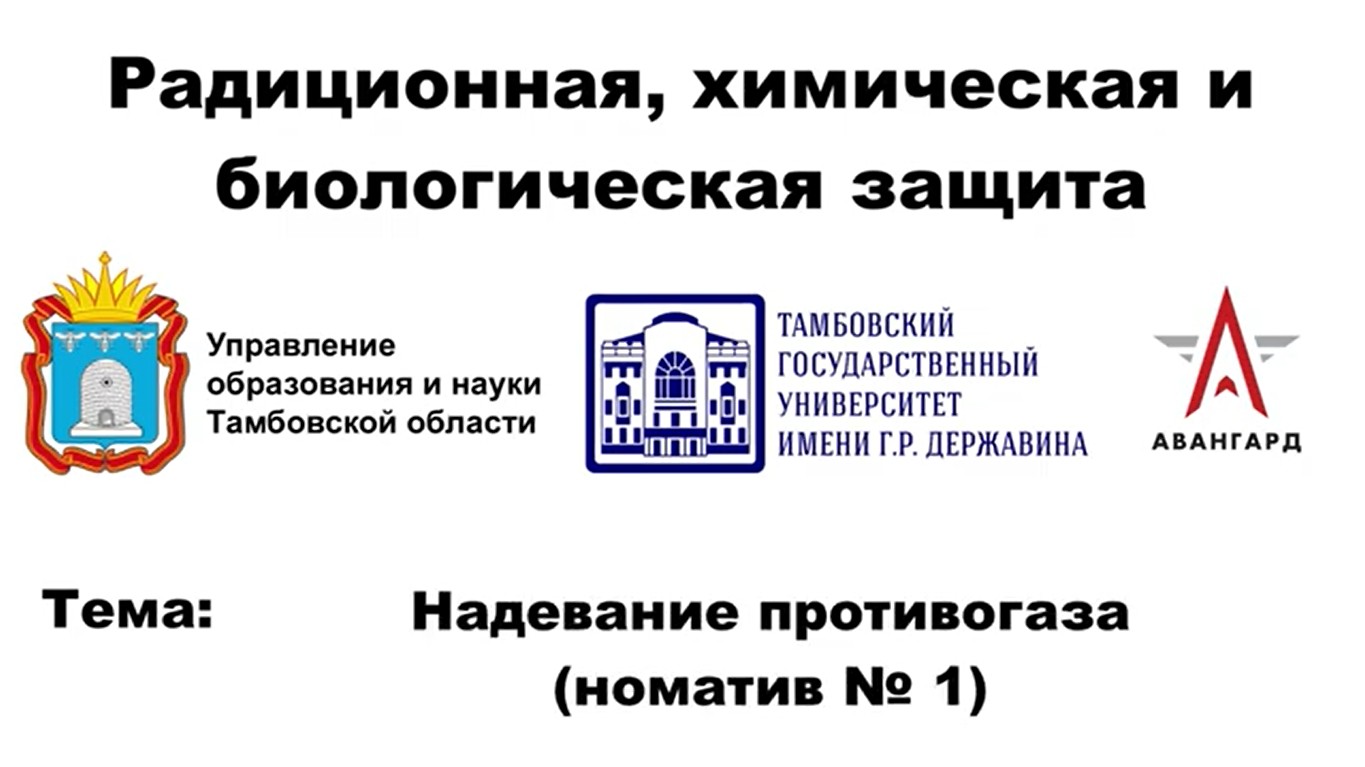 Радиционная, химическая и
биологическая защита
Управление
образования и науки
Тамбовской области
ТАМБОВСКИЙ
ГОСУДАРСТВЕННЫЙ
УНИВЕРСИТЕТ
ИМЕНИ Г.Р. ДЕРЖАВИНА
АВАНГАРД
Тема: Надевание противогаза
(номатив № 1)